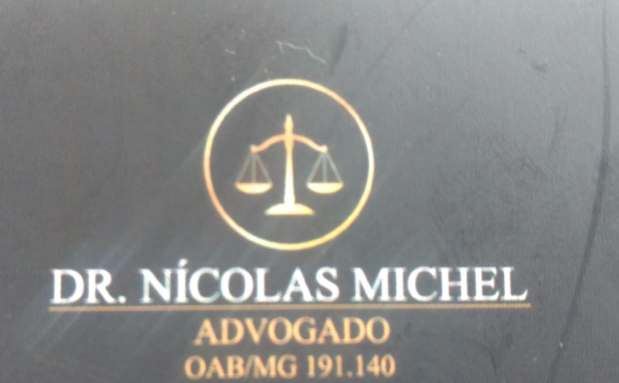 DR. NÍCOLAS MICHEL
ADVOGADO
OAB/MG 191.140